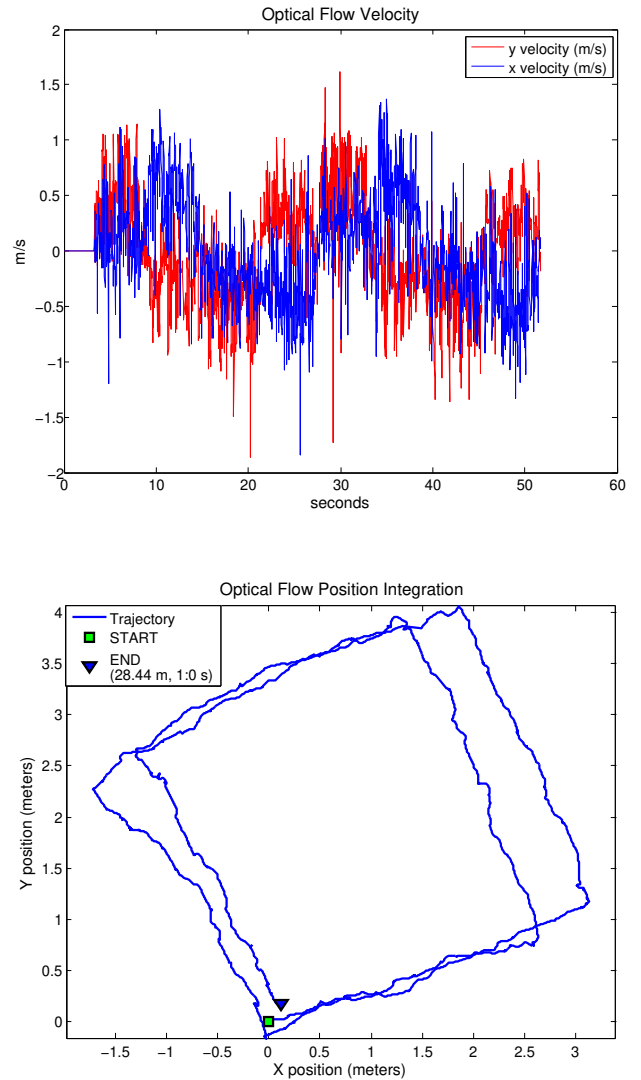 Optical Flow Velocity
y velocity (m/s)
x velocity (m/s)
2
1.5
1
0.5
0
−0.5
−1
−1.5
−2
m/s
0 10 20 30 40 50 60
seconds
Optical Flow Position Integration
Trajectory
START
END
(28.44 m, 1:0 s)
4
3.5
3
2.5
2
1.5
1
0.5
0
Y position (meters)
−1.5 −1 −0.5 0 0.5 1 1.5 2 2.5 3
X position (meters)